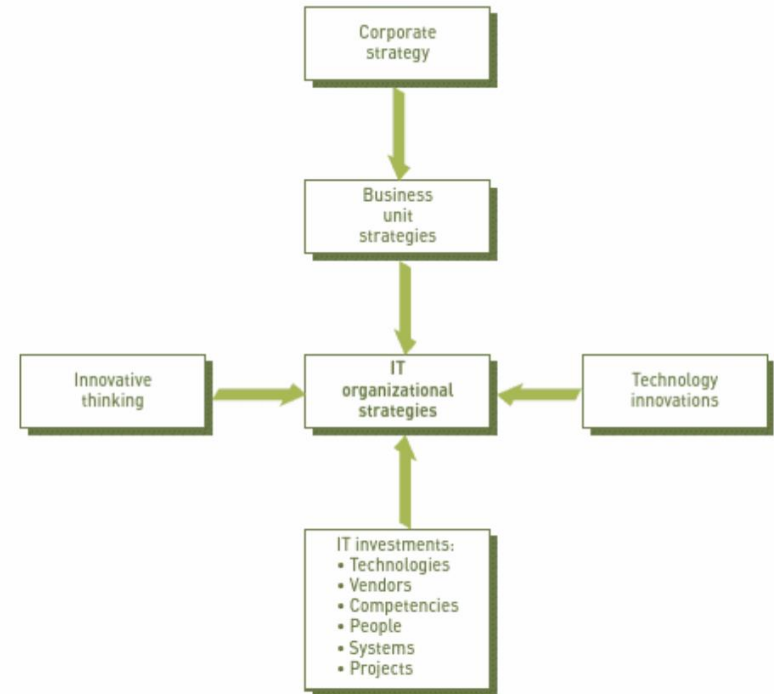 Corporate
strategy
Business
unit
strategies
Innovative
thinking
IT
organizational
strategies
Technology
innovations
IT investments:
• Technologies
• Vendors
• Competencies
• People
• Systems
• Projects